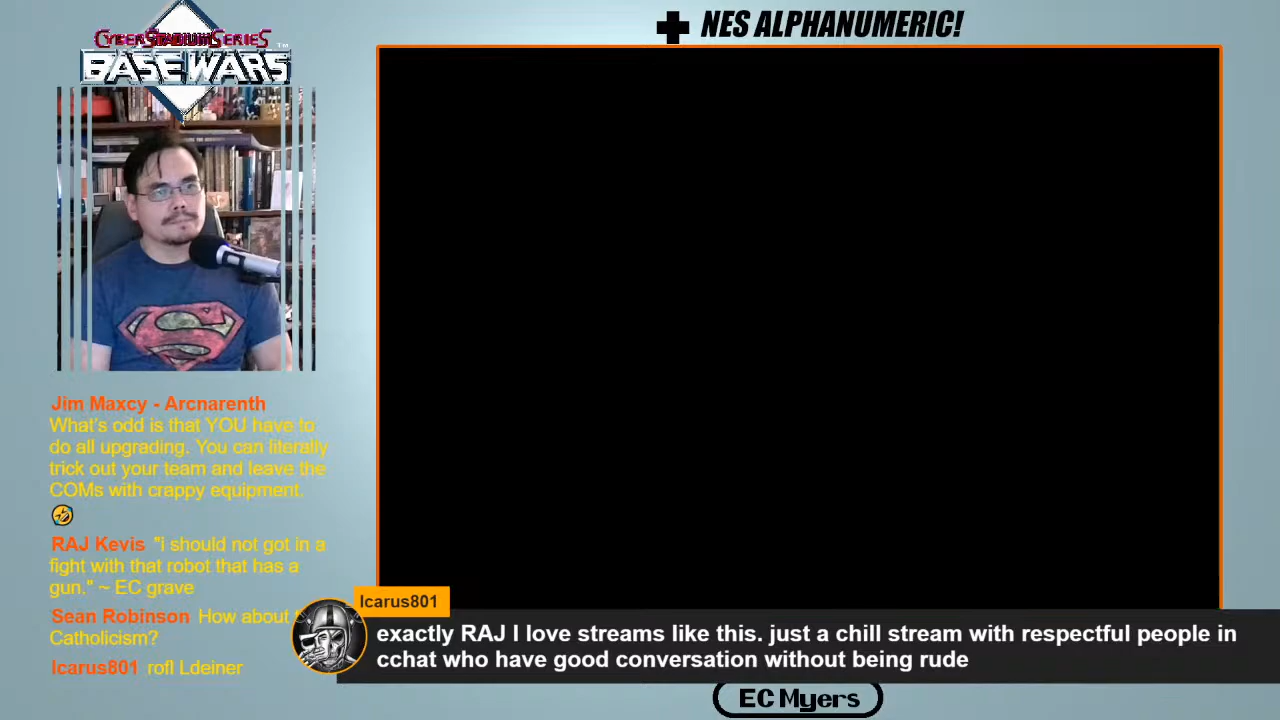 CYBERSTADIUM SERIES
BASE WARS
NES ALPHANUMERIC!
Jim Maxcy - Arcnarenth
What's odd is that YOU have to
do all upgrading. You can literally
trick out your team and leave the
COMs with crappy equipment.
RAJ Kevis "i should not got in a
fight with that robot that has a
gun." ~ EC grave
Sean Robinson How about
Catholicism?
Icarus801 rofl Ldeiner
Icarus801
exactly RAJ I love streams like this. just a chill stream with respectful people in
cchat who have good conversation without being rude
EC Myers